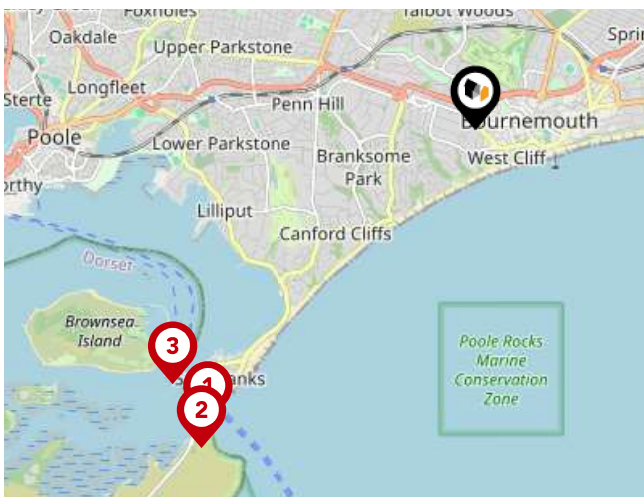 Foxholes
Talbot Woods
Oakdale
Upper Parkstone
Longfleet
Sterte
Penn Hill
Poole
Lower Parkstone
Bournemouth
Branksome
Park
West Cliff
Lilliput
Canford Cliffs
Dorset
Brownsea
Island
3
1
2
Poole Rocks
Marine
Conservation
Zone